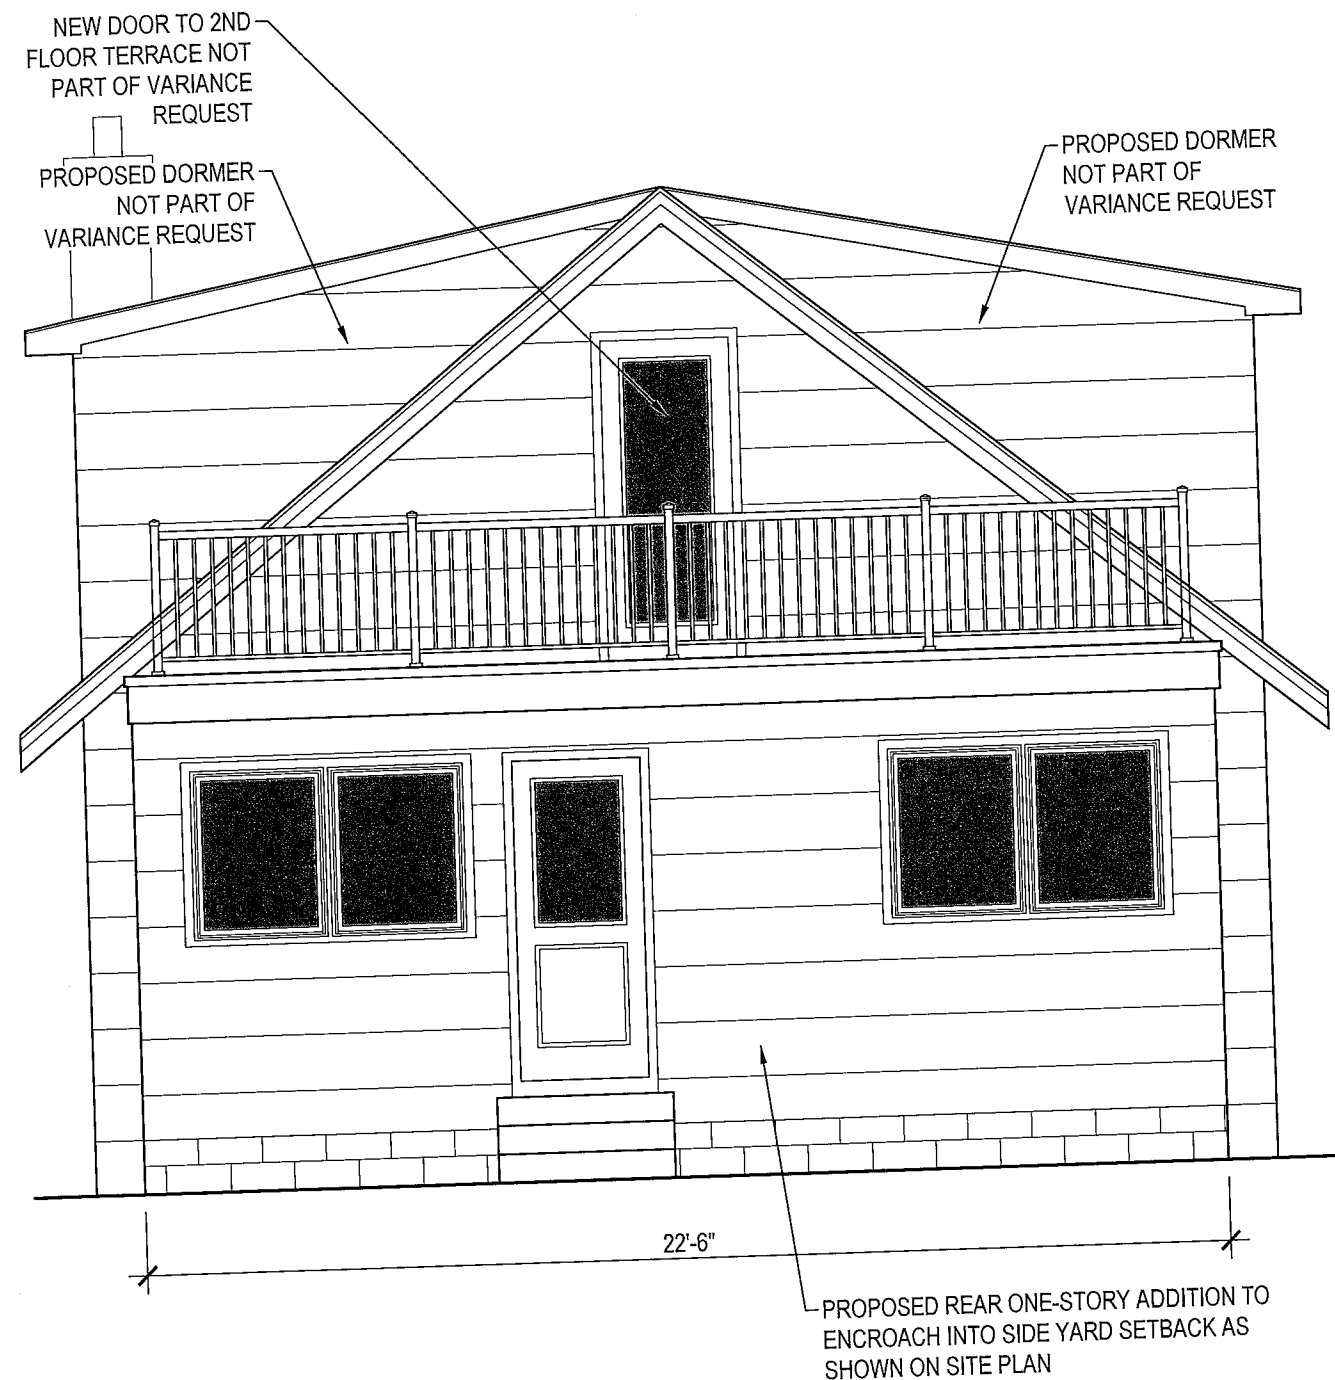 NEW DOOR TO 2ND
FLOOR TERRACE NOT
PART OF VARIANCE
REQUEST
PROPOSED DORMER
NOT PART OF
VARIANCE REQUEST
PROPOSED DORMER
NOT PART OF
VARIANCE REQUEST
22'-6"
PROPOSED REAR ONE-STORY ADDITION TO
ENCROACH INTO SIDE YARD SETBACK AS
SHOWN ON SITE PLAN